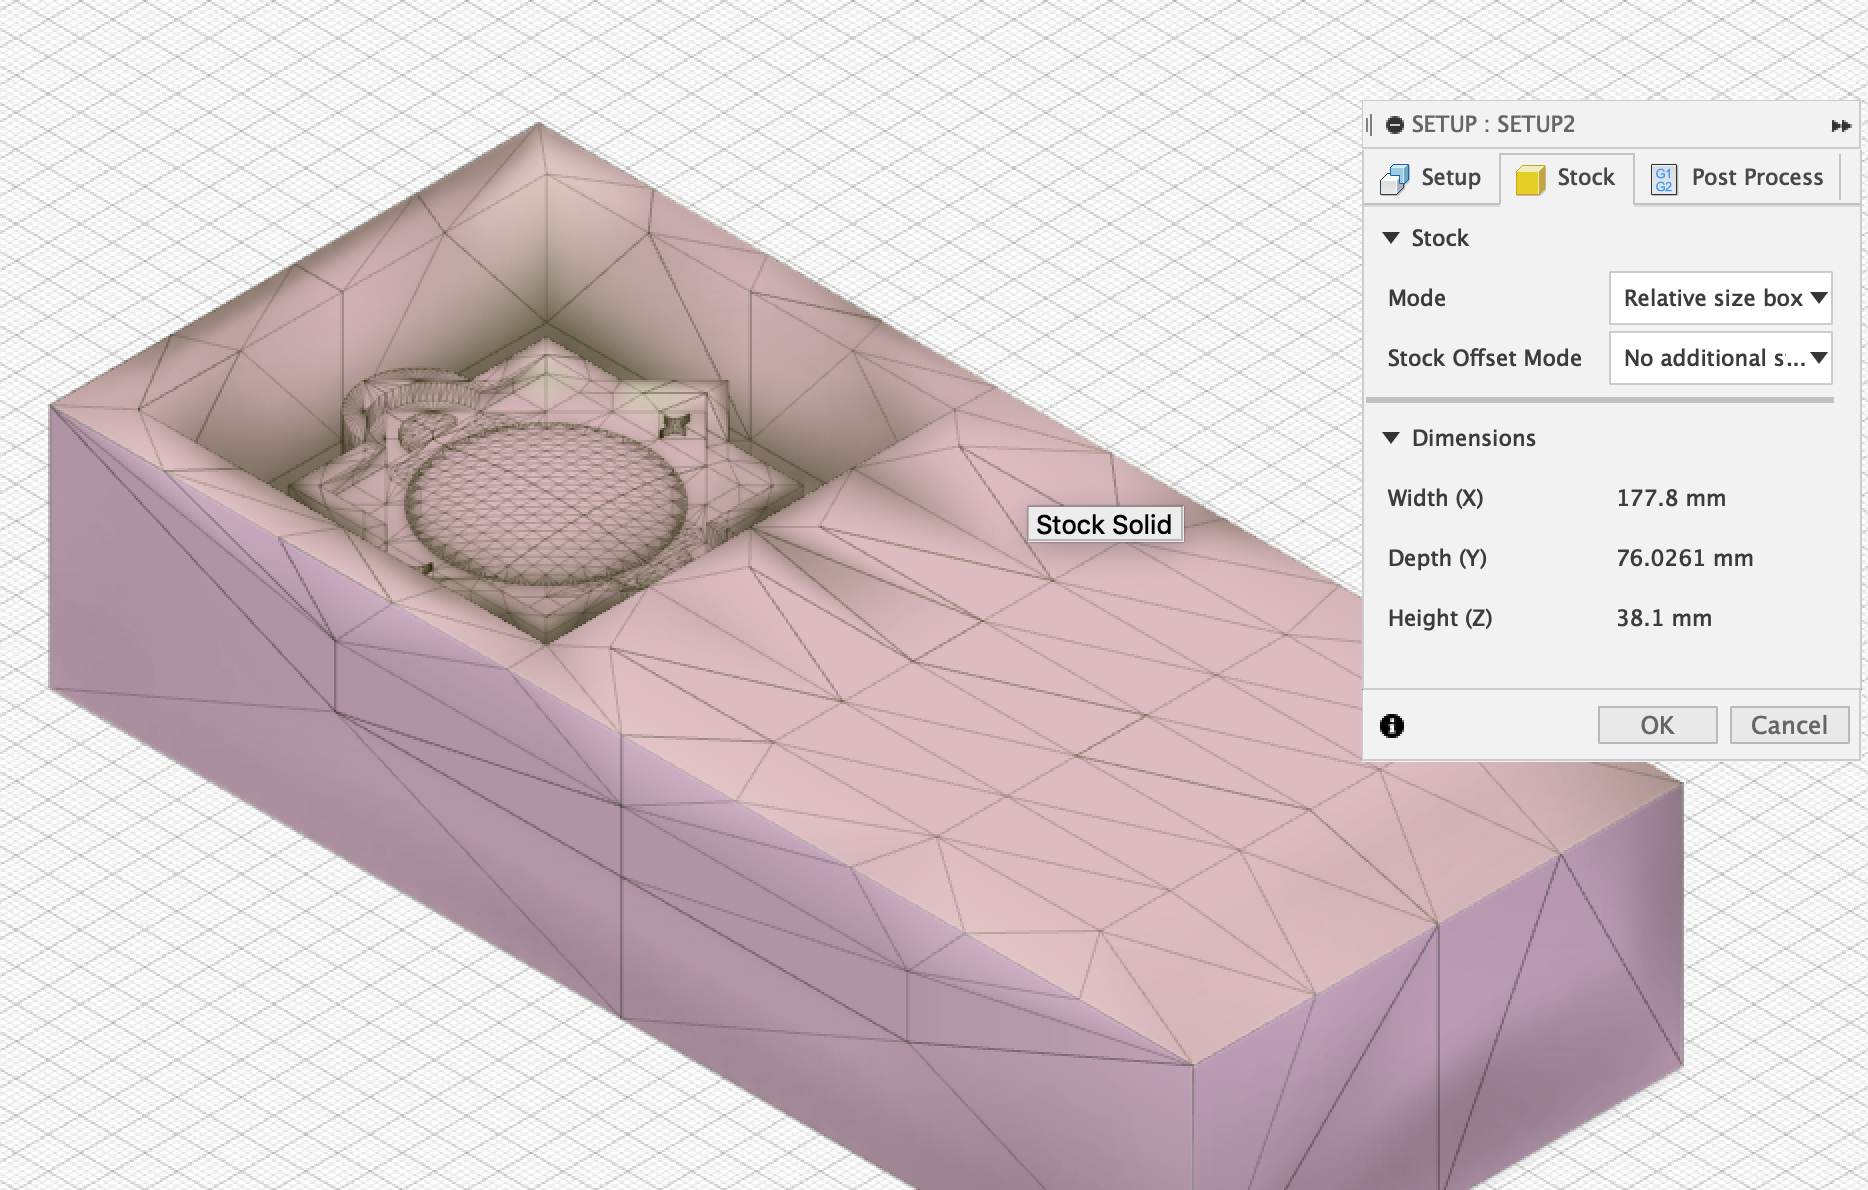 SETUP : SETUP2
Setup
Stock
G1
G2
Post Process
Stock
Mode
Relative size box
Stock Offset Mode
No additional s...
Dimensions
Width (X)
177.8 mm
Depth (Y)
76.0261 mm
Height (Z)
38.1 mm
OK
Cancel
Stock Solid